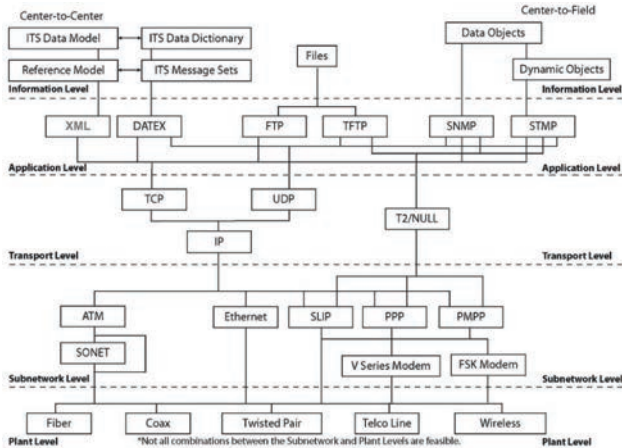 Center-to-Center
Center-to-Field
ITS Data Model
ITS Data Dictionary
Data Objects
Files
Reference Model
ITS Message Sets
Dynamic Objects
Information Level
Information Level
XML
DATEX
FTP
TFTP
SNMP
STMP
Application Level
Application Level
TCP
UDP
T2/NULL
IP
Transport Level
Transport Level
ATM
Ethernet
SLIP
PPP
PMPP
SONET
V Series Modem
FSK Modem
Subnetwork Level
Subnetwork Level
Fiber
Coax
Twisted Pair
Telco Line
Wireless
Plant Level
*Not all combinations between the Subnetwork and Plant Levels are feasible.
Plant Level